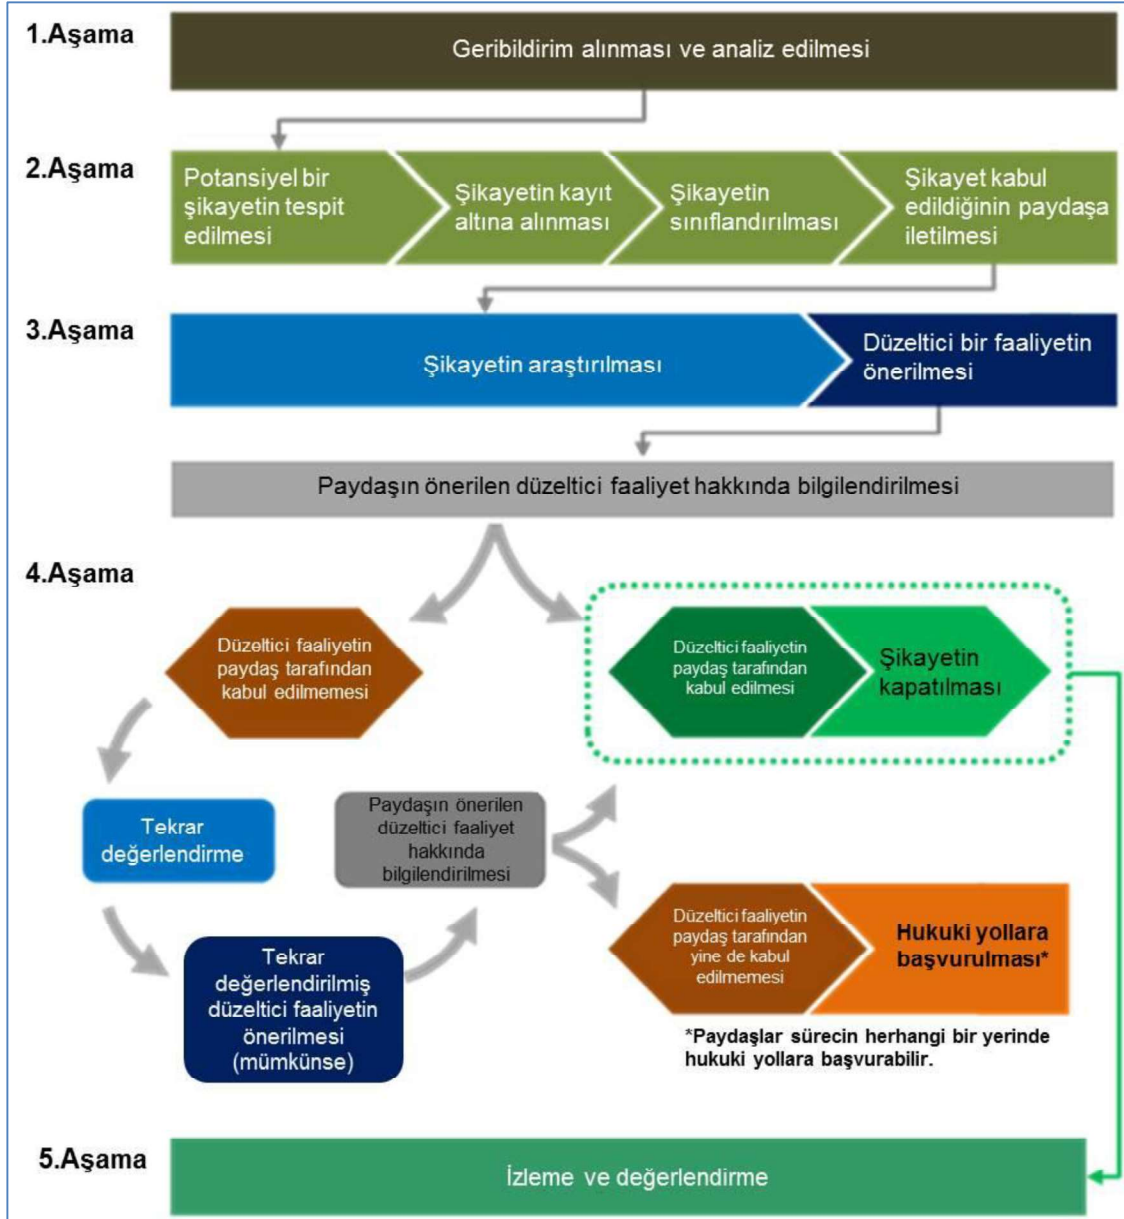 1.Aşama
Geribildirim alınması ve analiz edilmesi
2.Aşama
Potansiyel bir
şikayetin tespit
edilmesi
Şikayetin kayıt
altına alınması
Şikayetin
sınıflandırılması
Şikayet kabul
edildiğinin paydaşa
iletilmesi
3.Aşama
Şikayetin araştırılması
Düzeltici bir faaliyetin
önerilmesi
Paydaşın önerilen düzeltici faaliyet hakkında bilgilendirilmesi
4.Aşama
Düzeltici faaliyetin
paydaş tarafından
kabul edilmemesi
Düzeltici faaliyetin
paydaş tarafından
kabul edilmesi
Şikayetin
kapatılması
Tekrar
değerlendirme
Paydaşın önerilen
düzeltici faaliyet
hakkında
bilgilendirilmesi
Tekrar
değerlendirilmiş
düzeltici faaliyetin
önerilmesi
(mümkünse)
Düzeltici faaliyetin
paydaş tarafından
yine de kabul
edilmemesi
Hukuki yollara
başvurulması*
*Paydaşlar sürecin herhangi bir yerinde
hukuki yollara başvurabilir.
5.Aşama
İzleme ve değerlendirme